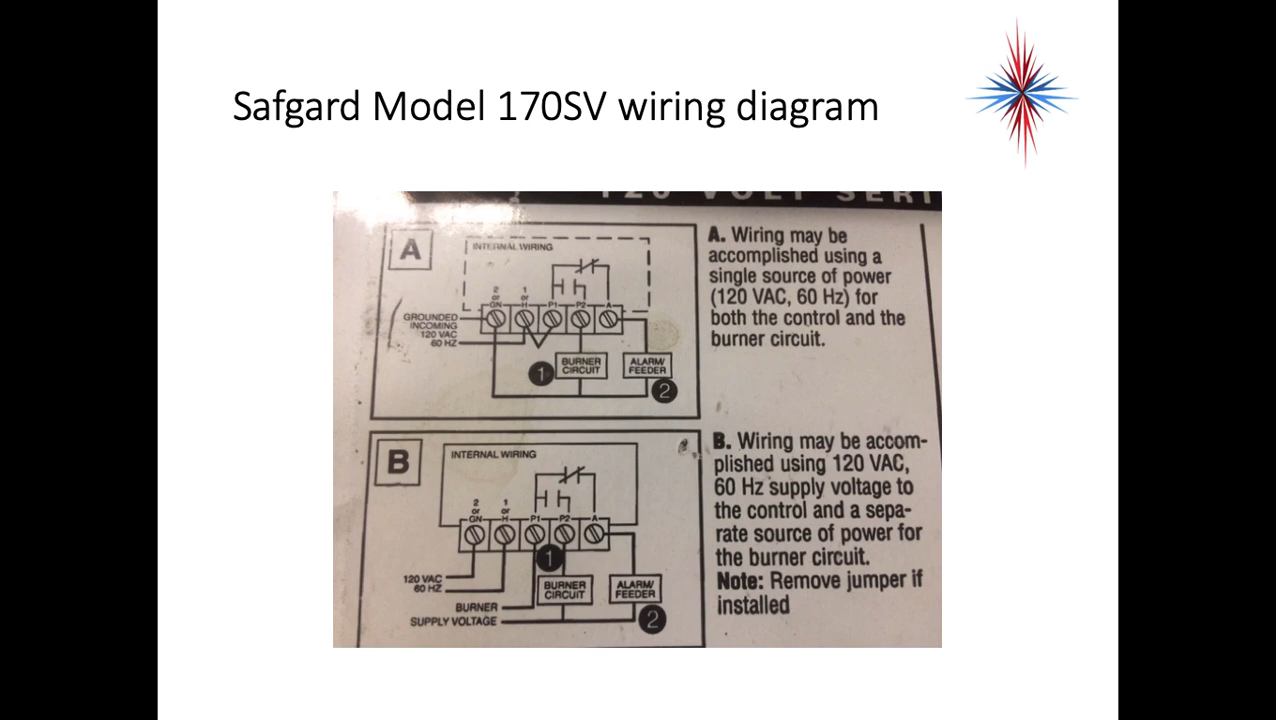 Safgard Model 170SV wiring diagram
120 VOLT SERI
A
INTERNAL WIRING
2
or
GN
1
or
H
P1
P2
A
GROUNDED
INCOMING
120 VAC
60 HZ
1
BURNER
CIRCUIT
ALARM/
FEEDER
2
A. Wiring may be
accomplished using a
single source of power
(120 VAC, 60 Hz) for
both the control and the
burner circuit.
B
INTERNAL WIRING
2
or
GN
1
or
H
P1
P2
A
1
120 VAC
60 HZ
BURNER
CIRCUIT
ALARM/
FEEDER
BURNER
SUPPLY VOLTAGE
2
B. Wiring may be accom-
plished using 120 VAC,
60 Hz supply voltage to
the control and a sepa-
rate source of power for
the burner circuit.
Note: Remove jumper if
installed